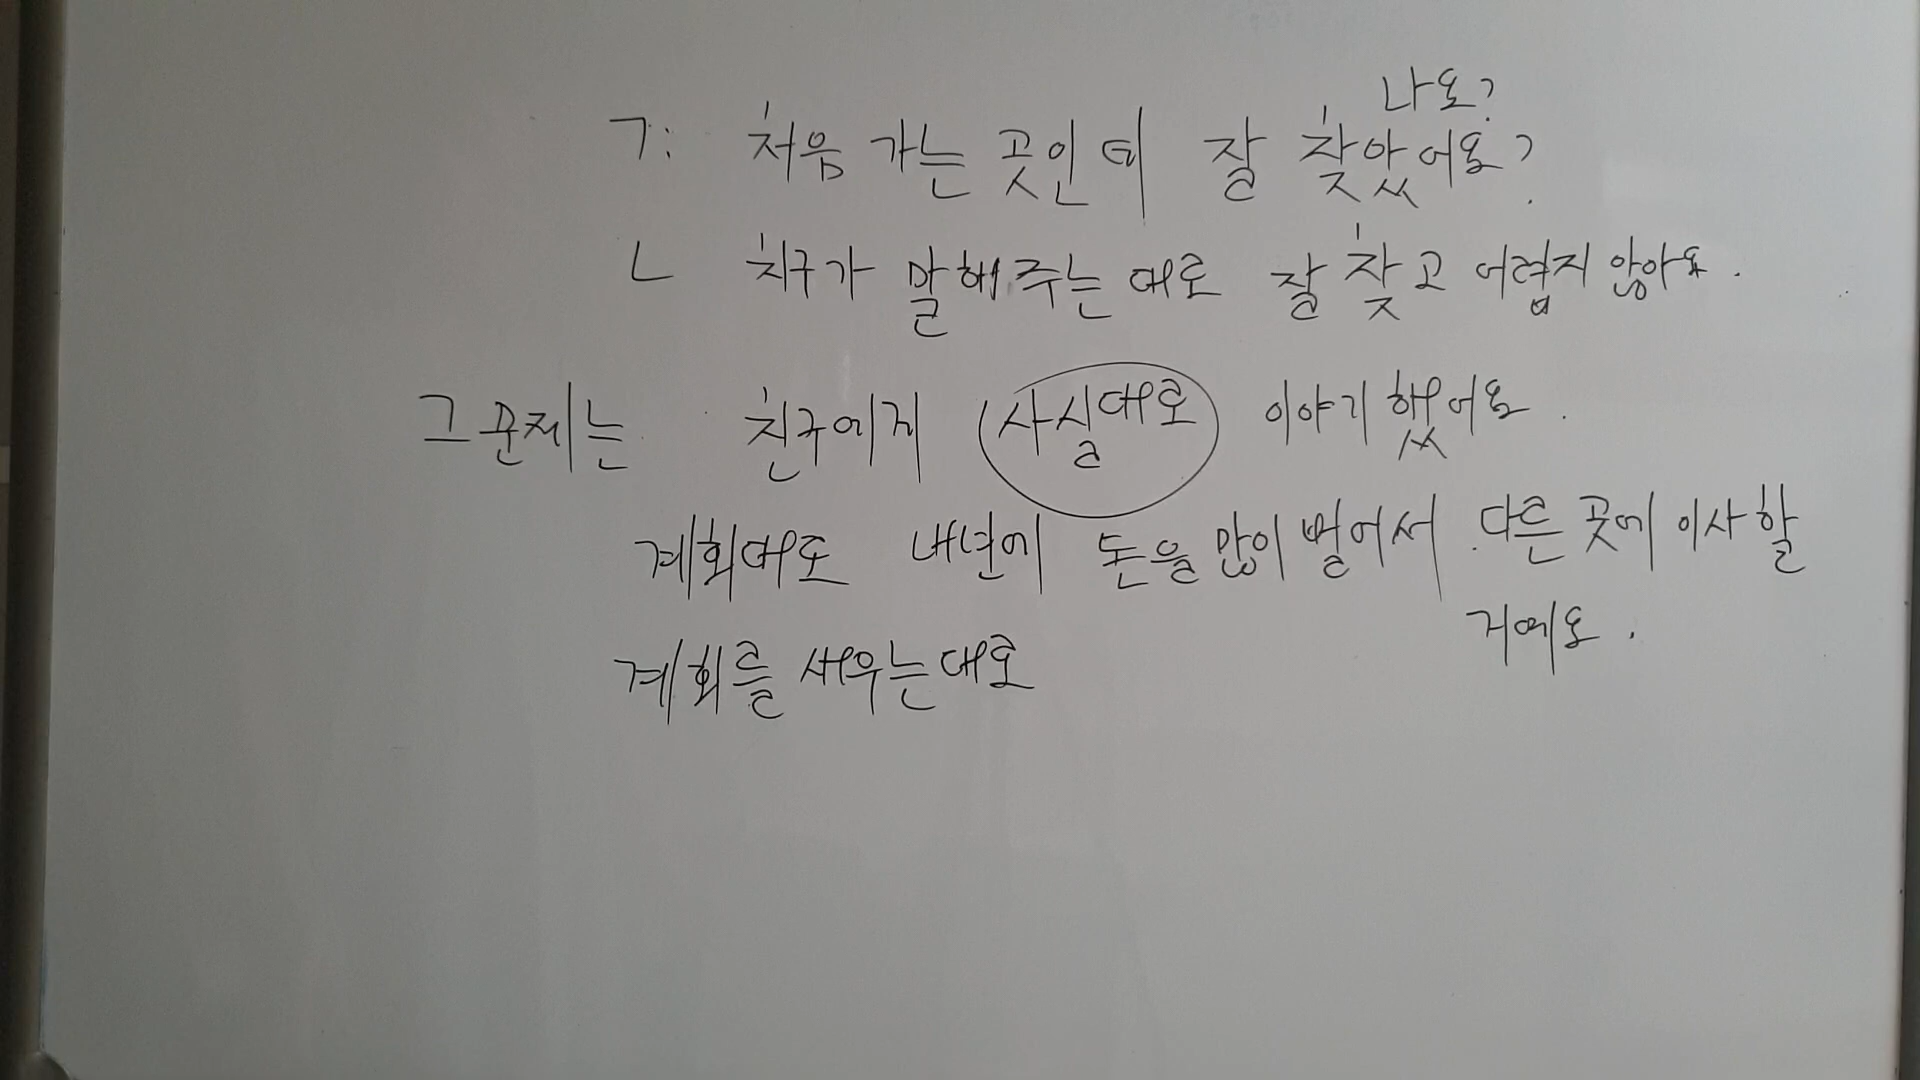 나요?
ㄱ: 처음 가는 곳인데 잘 찾았어요?
ㄴ 친구가 말해 주는 대로 잘 찾고 어렵지 않아요.
그 문제는 친구에게 사실대로 이야기 했어요.
계획대로 내년에 돈을 많이 벌어서 다른 곳에 이사할
거예요.
계획을 세우는대로